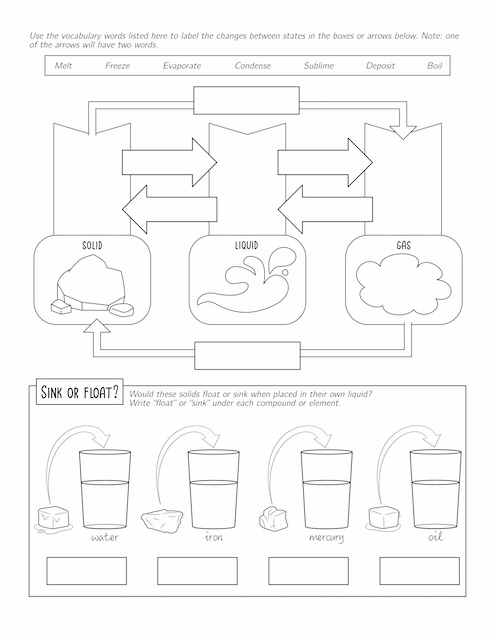 Use the vocabulary words listed here to label the changes between states in the boxes or arrows below. Note: one
of the arrows will have two words.
Melt Freeze Evaporate Condense Sublime Deposit Boil
SOLID LIQUID GAS
SINK OR FLOAT?
Would these solids float or sink when placed in their own liquid?
Write "float" or "sink" under each compound or element.
water iron mercury oil